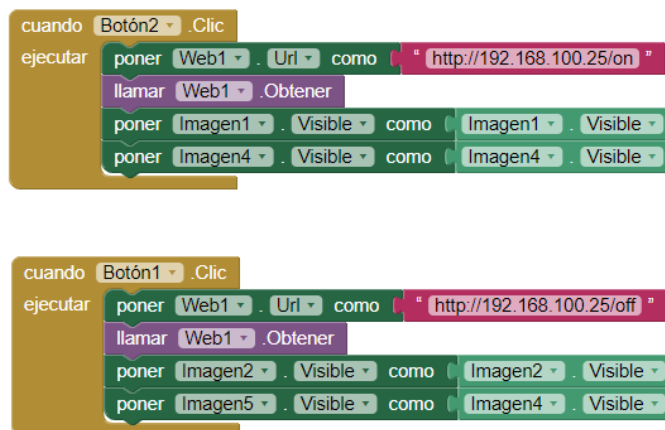 cuando Botón2 .Clic
ejecutar poner Web1 . Url como " http://192.168.100.25/on "
llamar Web1 .Obtener
poner Imagen1 . Visible como Imagen1 . Visible
poner Imagen4 . Visible como Imagen4 . Visible
cuando Botón1 .Clic
ejecutar poner Web1 . Url como " http://192.168.100.25/off "
llamar Web1 .Obtener
poner Imagen2 . Visible como Imagen2 . Visible
poner Imagen5 . Visible como Imagen4 . Visible